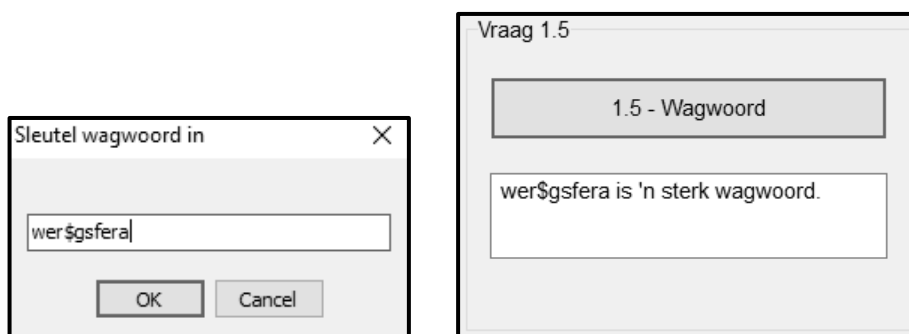 Sleutel wagwoord in
wer$gsfera
OK
Cancel
Vraag 1.5
1.5 - Wagwoord
wer$gsfera is 'n sterk wagwoord.